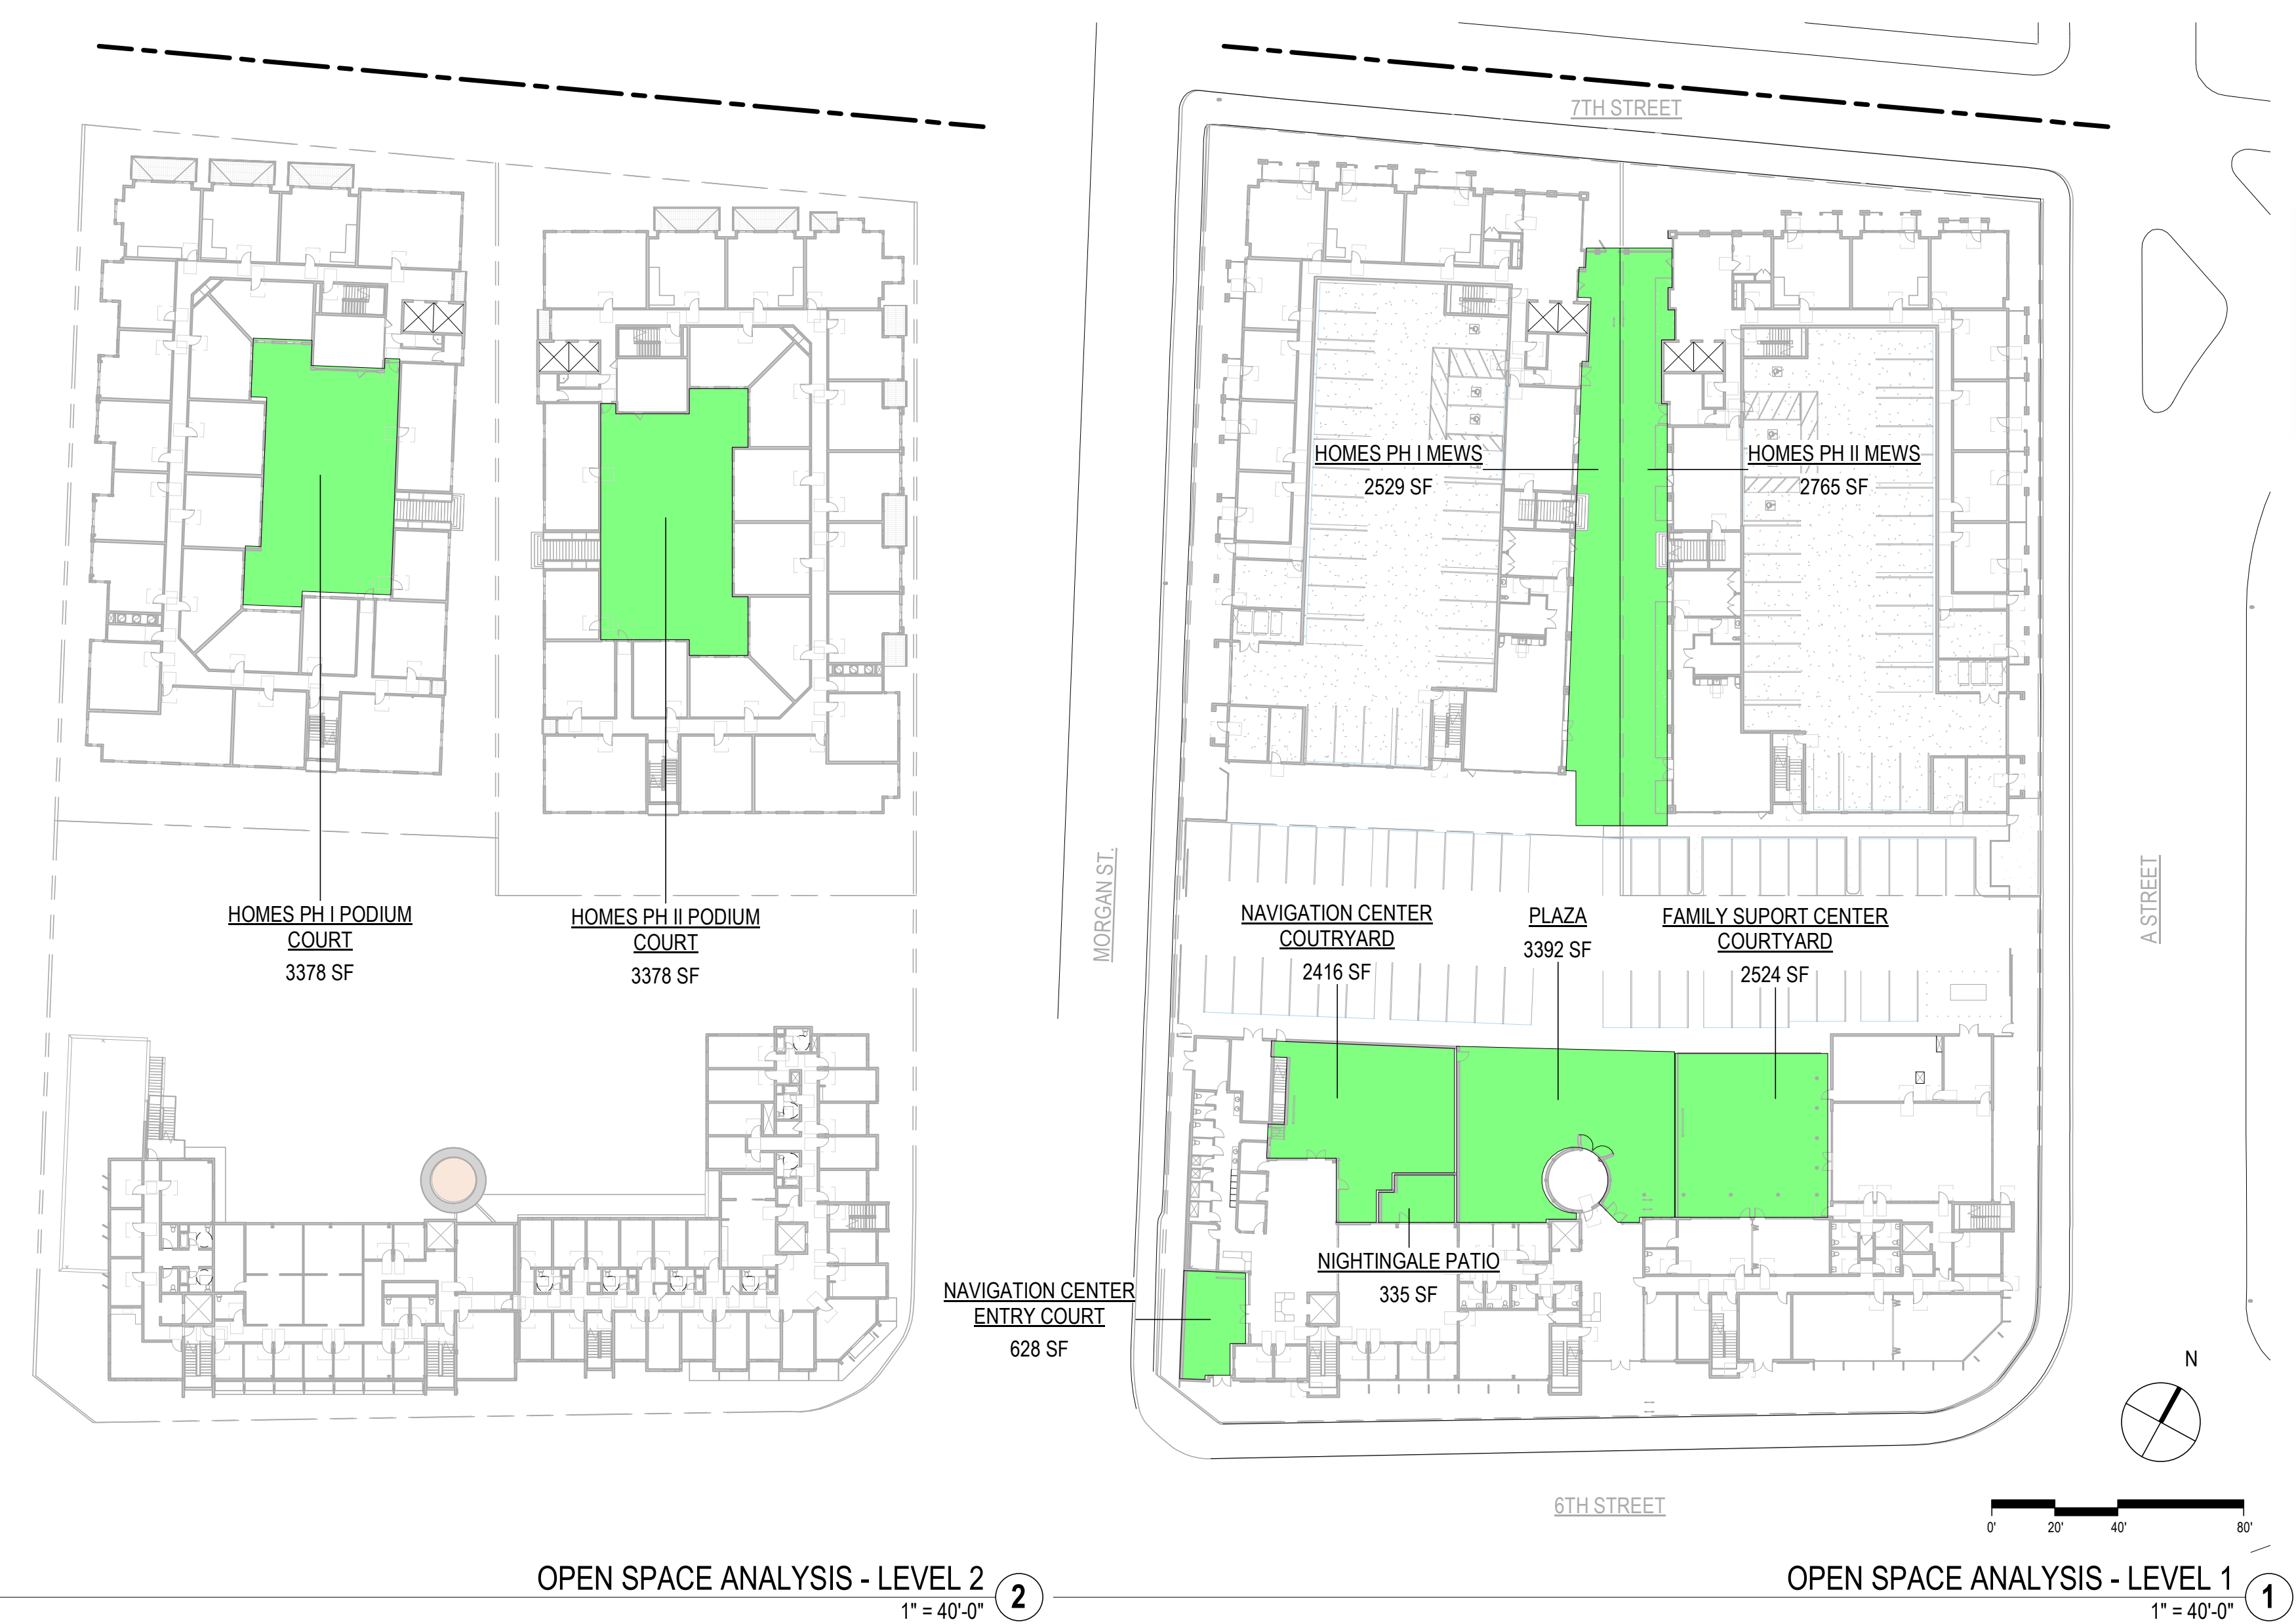 7TH STREET
HOMES PH I MEWS
2529 SF
HOMES PH II MEWS
2765 SF
MORGAN ST.
A STREET
HOMES PH I PODIUM
COURT
3378 SF
HOMES PH II PODIUM
COURT
3378 SF
NAVIGATION CENTER
COUTRYARD
2416 SF
PLAZA
3392 SF
FAMILY SUPORT CENTER
COURTYARD
2524 SF
NIGHTINGALE PATIO
335 SF
NAVIGATION CENTER
ENTRY COURT
628 SF
N
6TH STREET
0' 20' 40' 80'
OPEN SPACE ANALYSIS - LEVEL 2
2
1" = 40'-0"
OPEN SPACE ANALYSIS - LEVEL 1
1
1" = 40'-0"